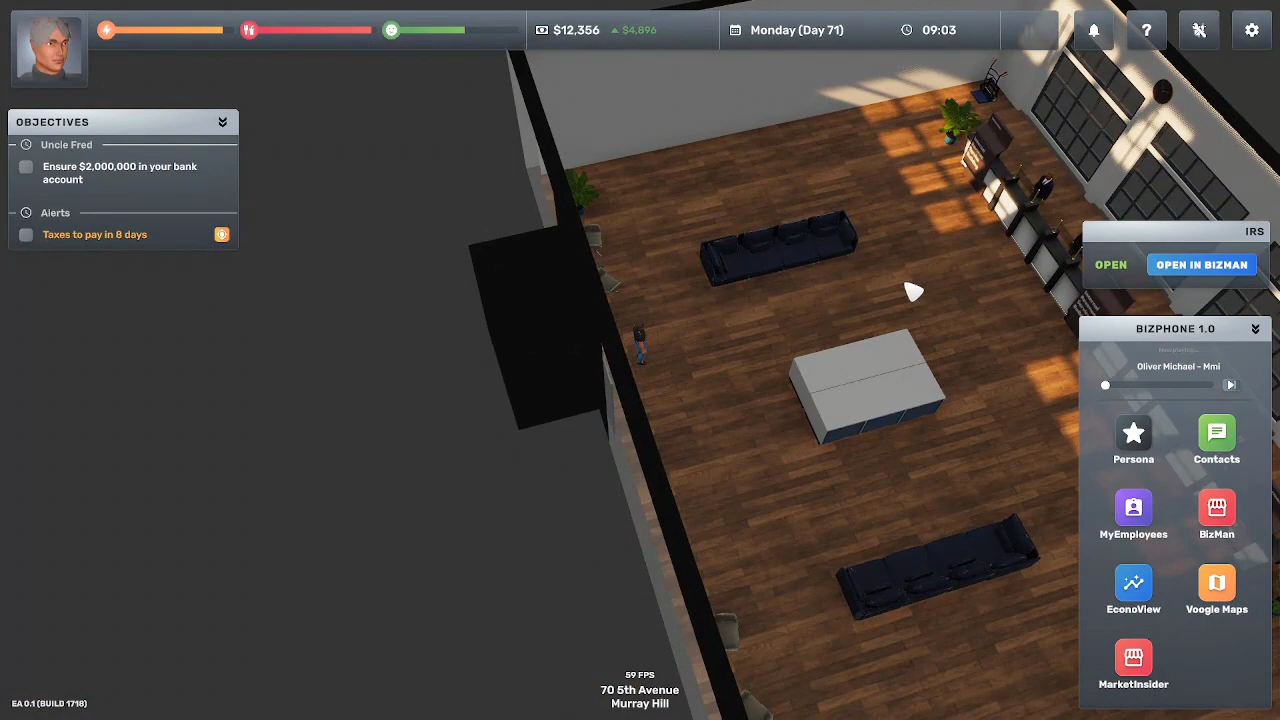 $12,356 $4,896
Monday (Day 71)
09:03
?
OBJECTIVES
Uncle Fred
Ensure $2,000,000 in your bank
account
Alerts
Taxes to pay in 8 days
IRS
OPEN
OPEN IN BIZMAN
BIZPHONE 1.0
Oliver Michael - Mmi
Persona
Contacts
MyEmployees
BizMan
EconoView
Voogle Maps
MarketInsider
59 FPS
70 5th Avenue
Murray Hill
EA 0.1 (BUILD 1718)